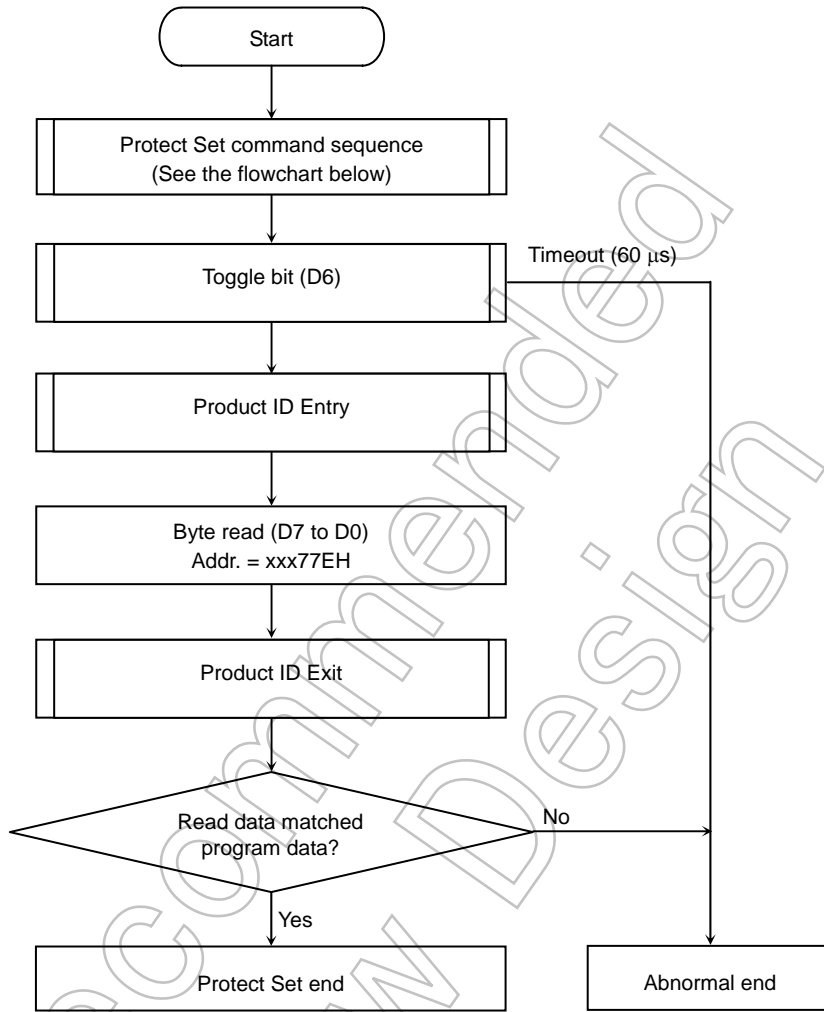 Start
Protect Set command sequence
(See the flowchart below)
Timeout (60 μs)
Toggle bit (D6)
Product ID Entry
Byte read (D7 to D0)
Addr. = xxx77EH
Product ID Exit
Read data matched
program data?
No
Yes
Protect Set end
Abnormal end
ecommended
w Design